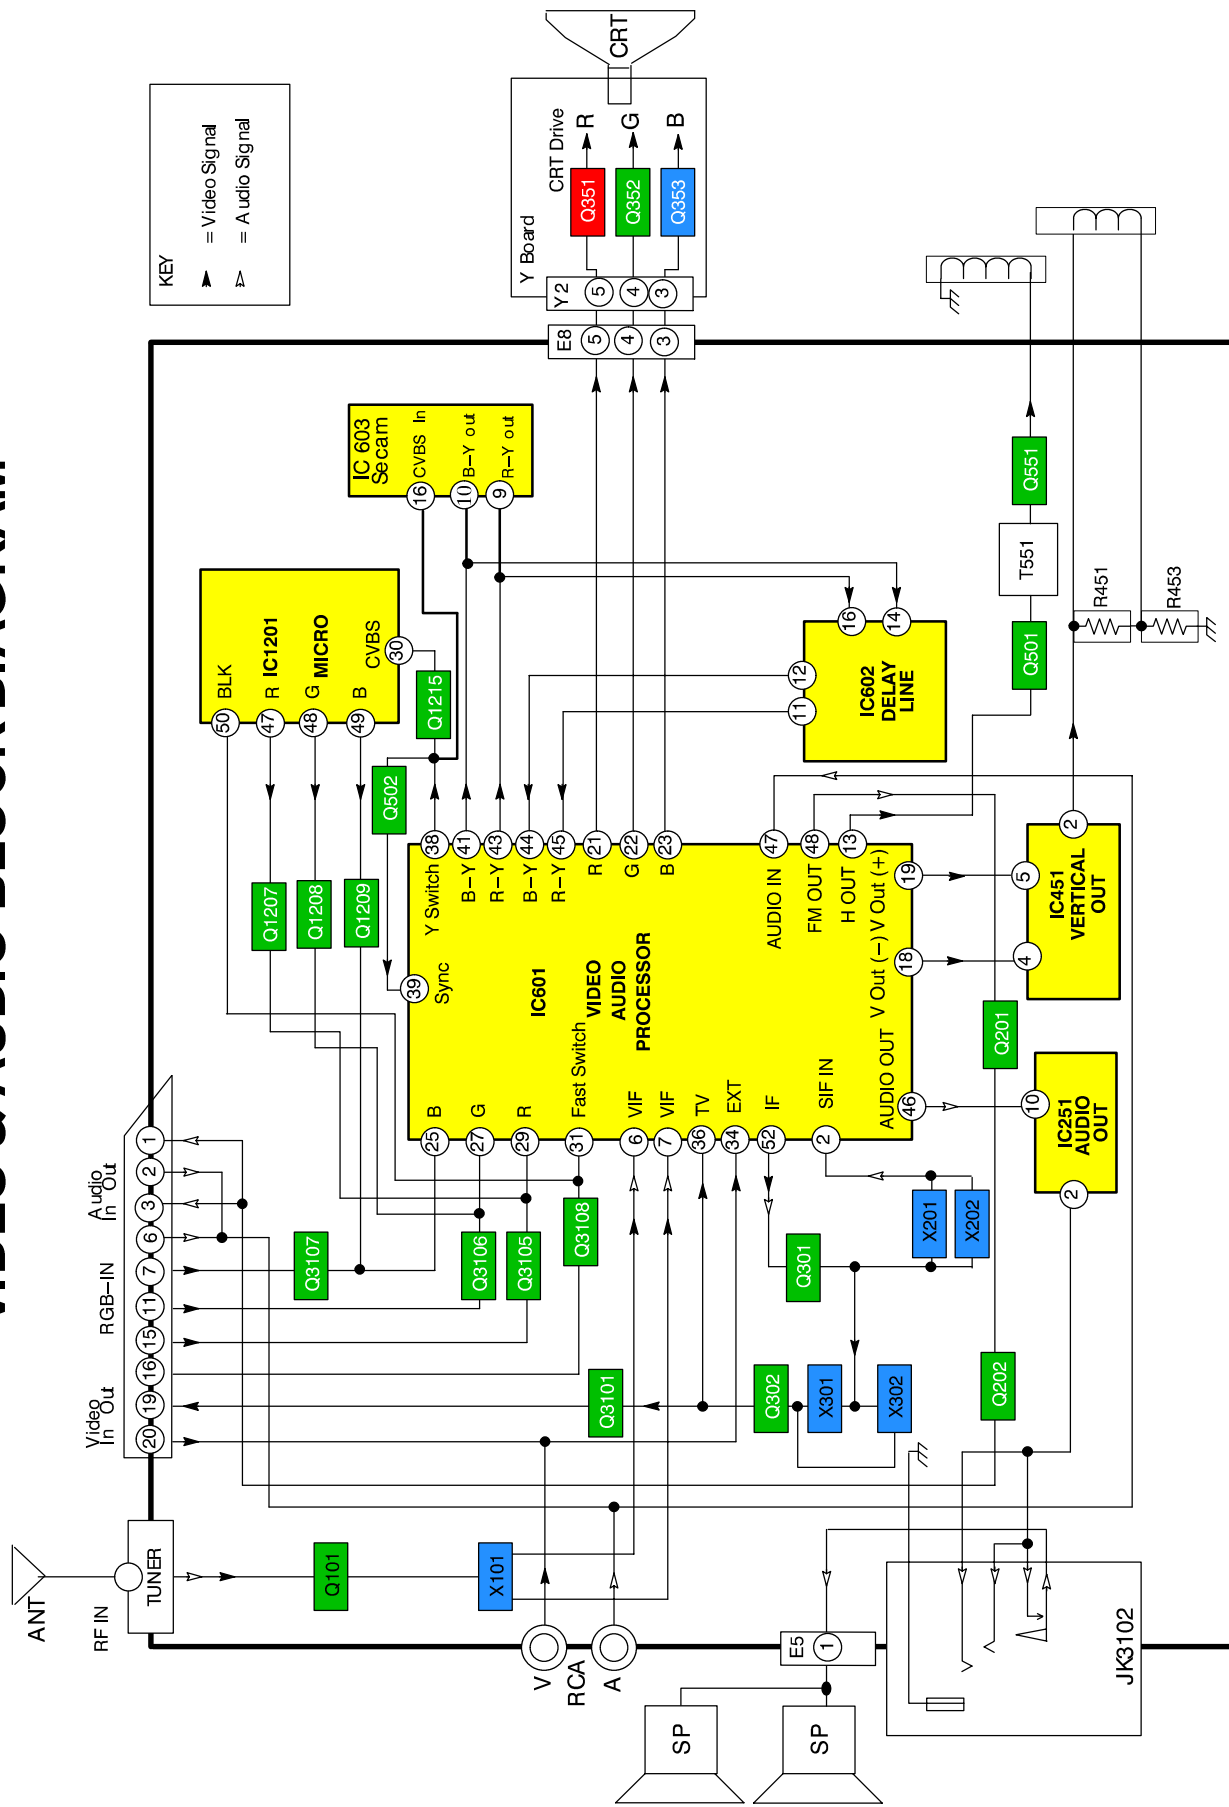 VIDEO & AUDIO BLOCK DIAGRAM
KEY
= Video Signal
= Audio Signal
ANT
RF IN
TUNER
Video
In Out
20
19
16
15
11
7
6
3
2
1
RGB–IN
Audio
In Out
Q101
X101
V
RCA
A
SP
SP
E5
1
JK3102
Q3107
Q3106
Q3105
Q3108
Q3101
Q302
X301
X302
Q301
X201
X202
Q202
Q201
IC1201
MICRO
BLK
R
G
B
CVBS
50
47
48
49
30
Q1207
Q1208
Q1209
Q1215
Q502
IC 603
Secam
CVBS In
B–Y out
R–Y out
16
10
9
IC601
VIDEO
AUDIO
PROCESSOR
25 B
27 G
29 R
31 Fast Switch
6 VIF
7 VIF
36 TV
34 EXT
52 IF
2 SIF IN
39 Sync
38 Y Switch
41 B–Y
43 R–Y
44 B–Y
45 R–Y
21 R
22 G
23 B
47 AUDIO IN
48 FM OUT
13 H OUT
46 AUDIO OUT
18 V Out (–)
19 V Out (+)
IC602
DELAY
LINE
11
12
16
14
IC251
AUDIO
OUT
10
2
IC451
VERTICAL
OUT
4
5
2
Q501
T551
Q551
R451
R453
E8
5
4
3
Y2
5
4
3
Y Board
CRT Drive
Q351
Q352
Q353
R
G
B
CRT